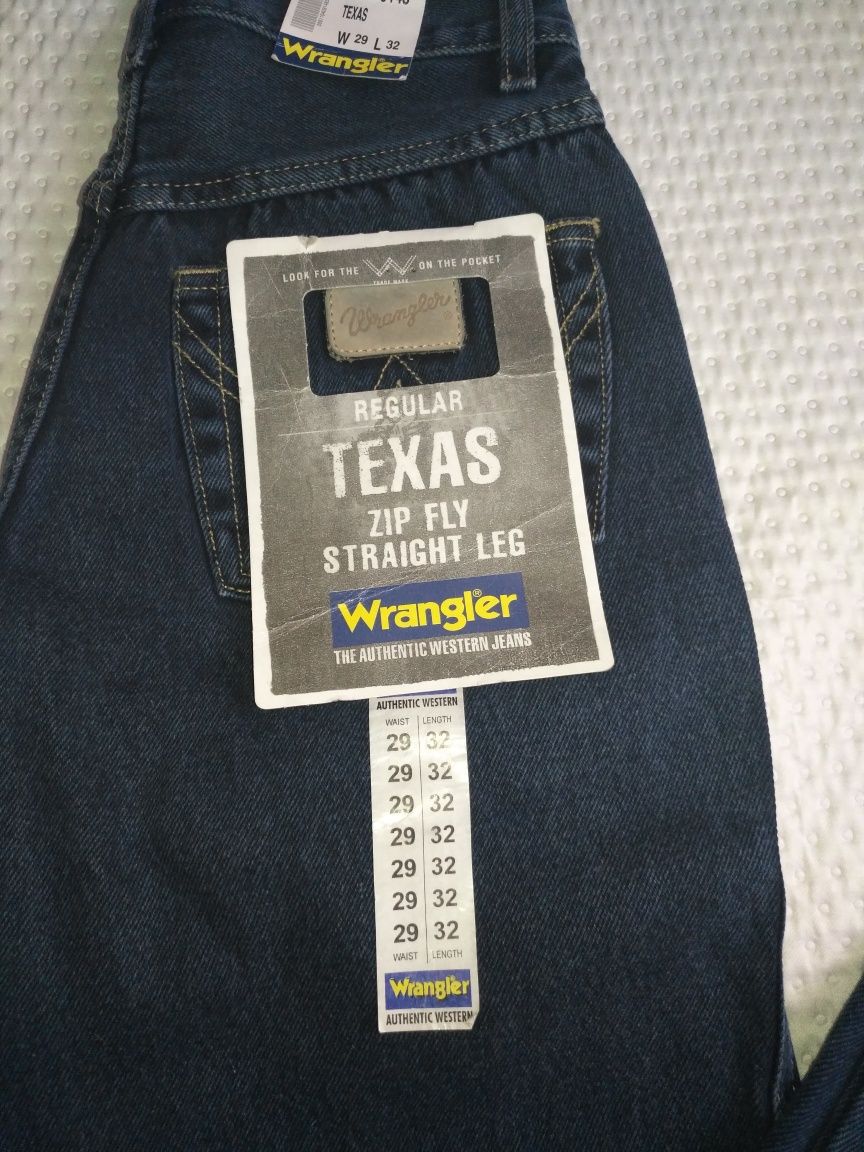 TEXAS
W 29 L 32
Wrangler
LOOK FOR THE W ON THE POCKET
TRADE MARK
Wrangler®
REGULAR
TEXAS
ZIP FLY
STRAIGHT LEG
Wrangler®
THE AUTHENTIC WESTERN JEANS
AUTHENTIC WESTERN
WAIST LENGTH
29 32
29 32
29 32
29 32
29 32
29 32
29 32
WAIST LENGTH
Wrangler
AUTHENTIC WESTERN